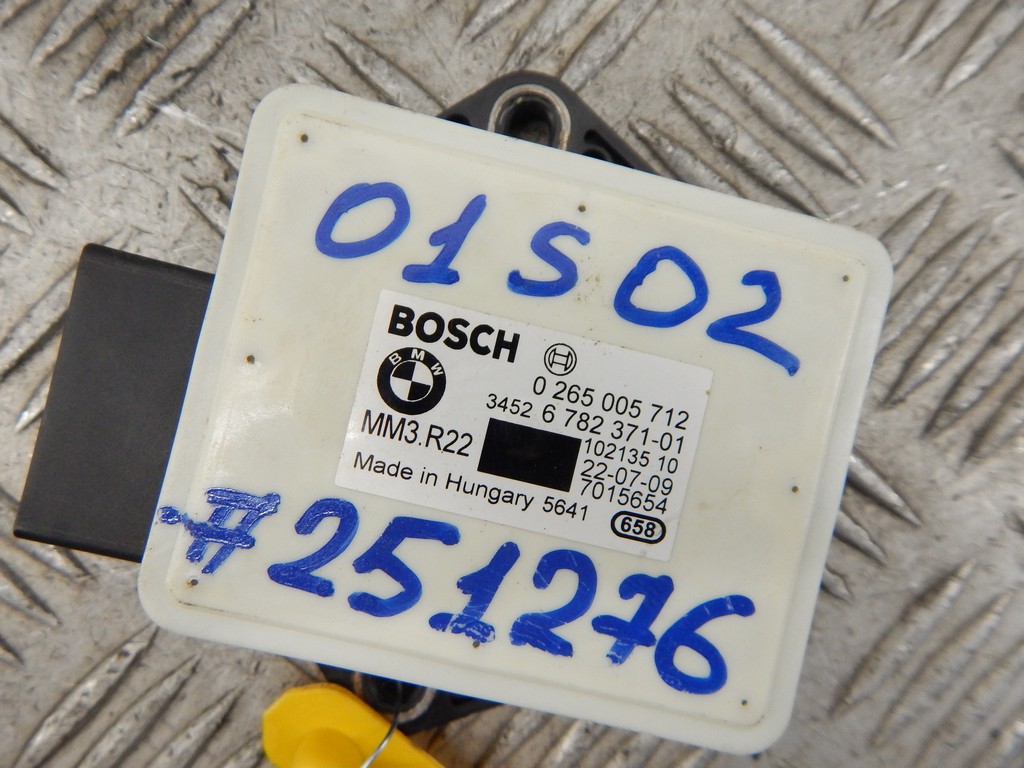 01S02
BOSCH
0 265 005 712
BMW
3452 6 782 371-01
MM3.R22
102135 10
22-07-09
7015654
Made in Hungary 5641
658
#251276